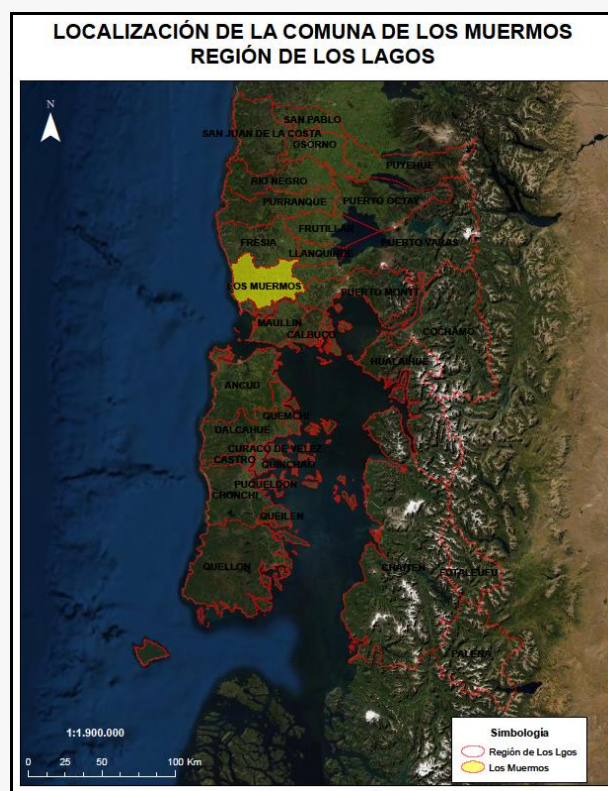 LOCALIZACIÓN DE LA COMUNA DE LOS MUERMOS
REGIÓN DE LOS LAGOS
N
SAN PABLO
SAN JUAN DE LA COSTA
OSORNO
PUYEHUE
RIO NEGRO
PURRANQUE
PUERTO OCTAY
FRUTILLAR
FRESIA
PUERTO VARAS
LLANQUIHUE
LOS MUERMOS
PUERTO MONTT
MAULLIN
CALBUCO
COCHAMO
HUALAIHUE
ANCUD
QUEMCHI
DALCAHUE
CURACO DE VELEZ
CASTRO
QUINCHAO
PUQUELDON
CHONCHI
QUEILEN
QUELLON
CHAITEN
FUTALEUFU
PALENA
1:1.900.000
0 25 50 100 Km
Simbología
Región de Los Lgos
Los Muermos